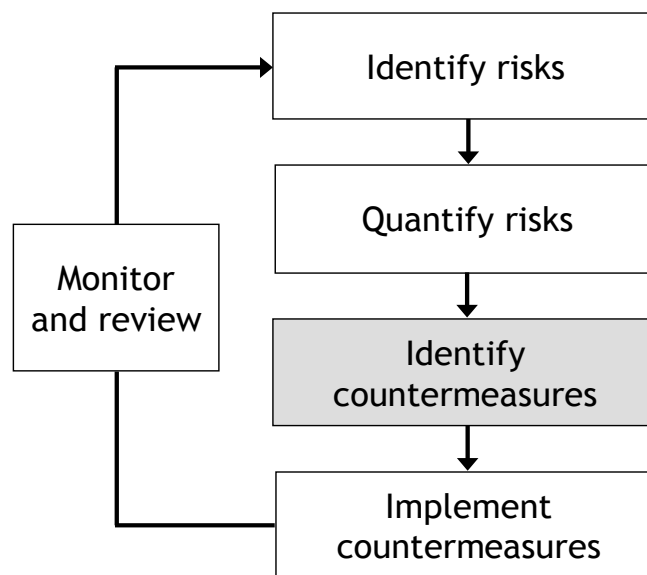 Identify risks
Quantify risks
Monitor
and review
Identify
countermeasures
Implement
countermeasures